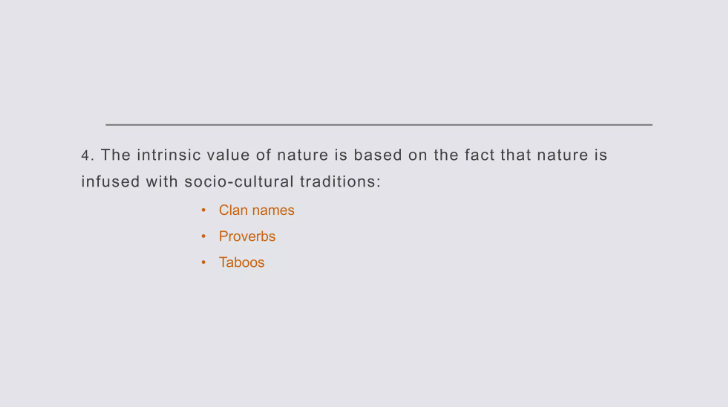 4. The intrinsic value of nature is based on the fact that nature is
infused with socio-cultural traditions:
• Clan names
• Proverbs
• Taboos